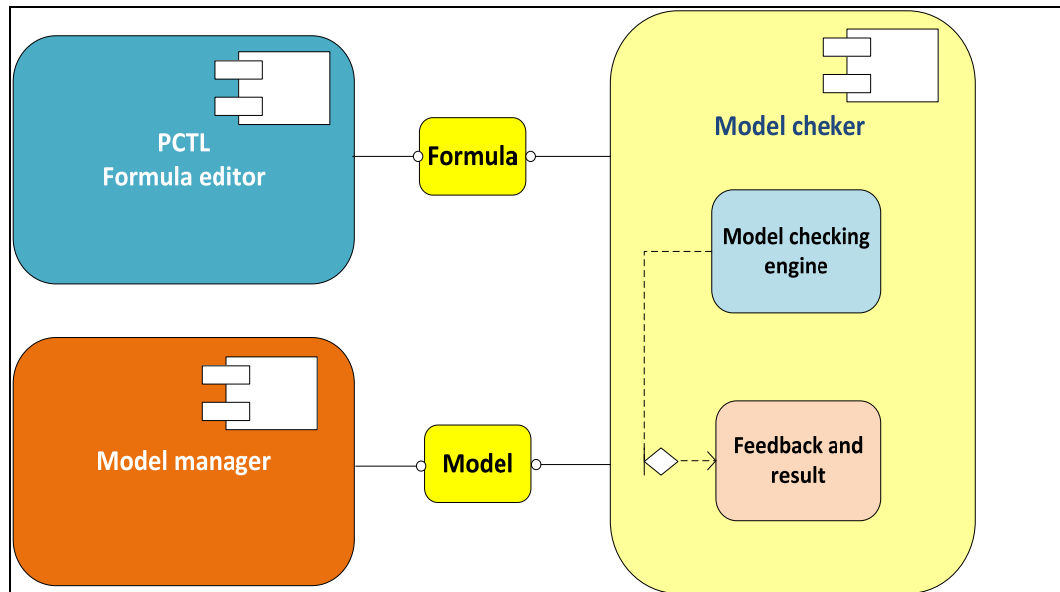 PCTL
Formula editor
Formula
Model cheker
Model checking
engine
Model manager
Model
Feedback and
result